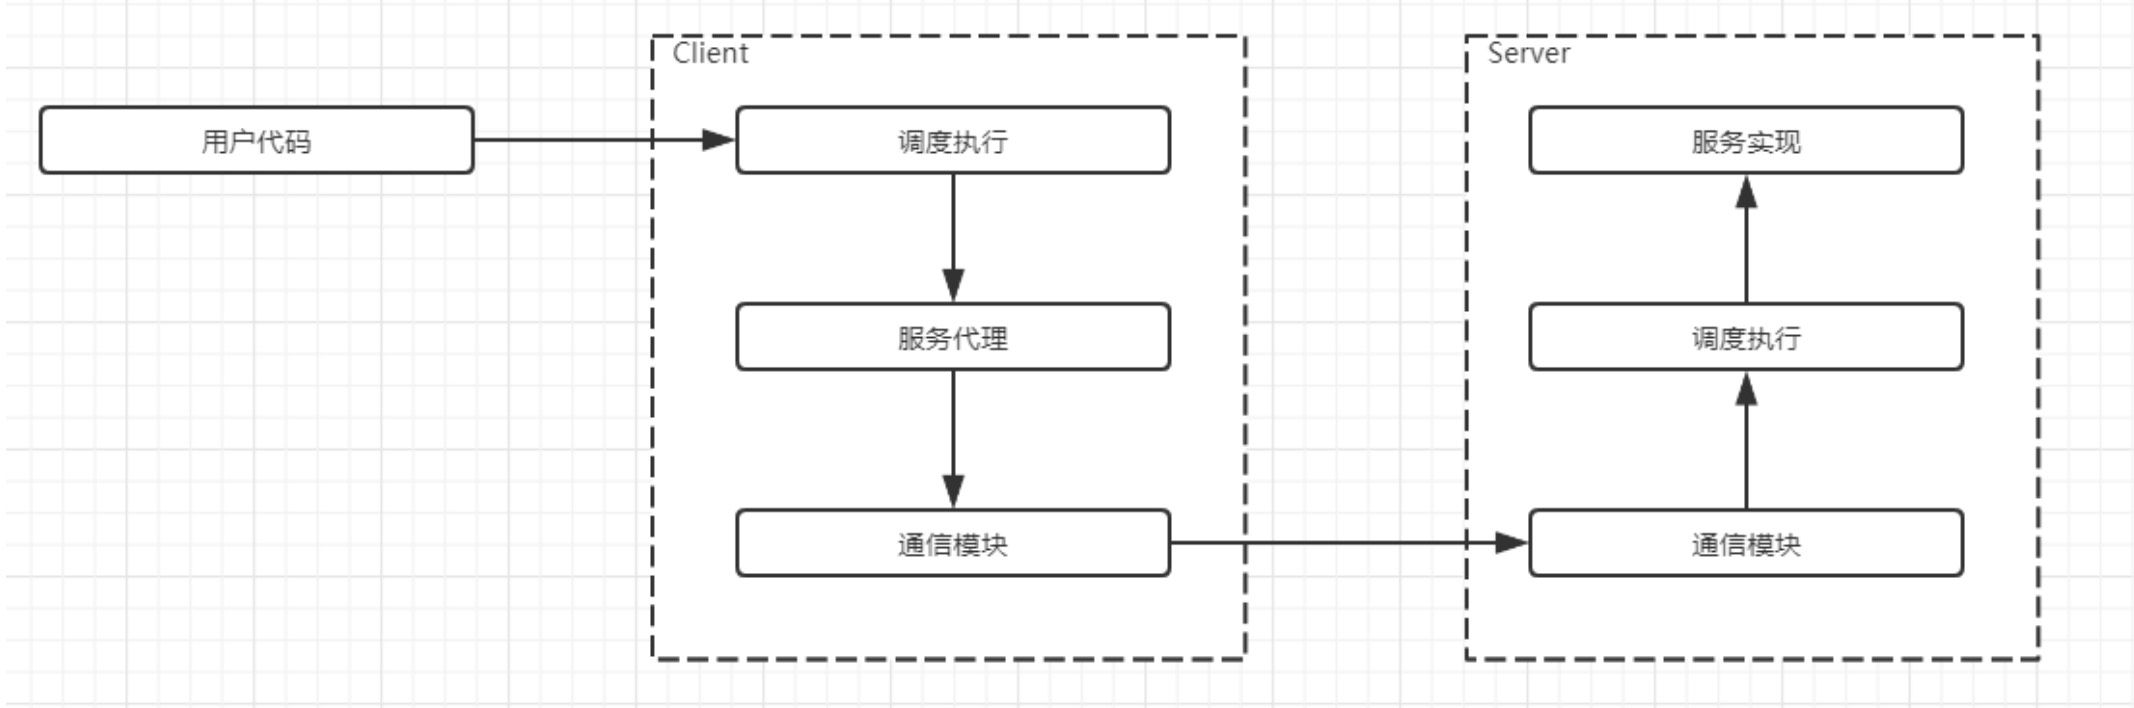 Client
Server
用户代码
调度执行
服务实现
服务代理
调度执行
通信模块
通信模块